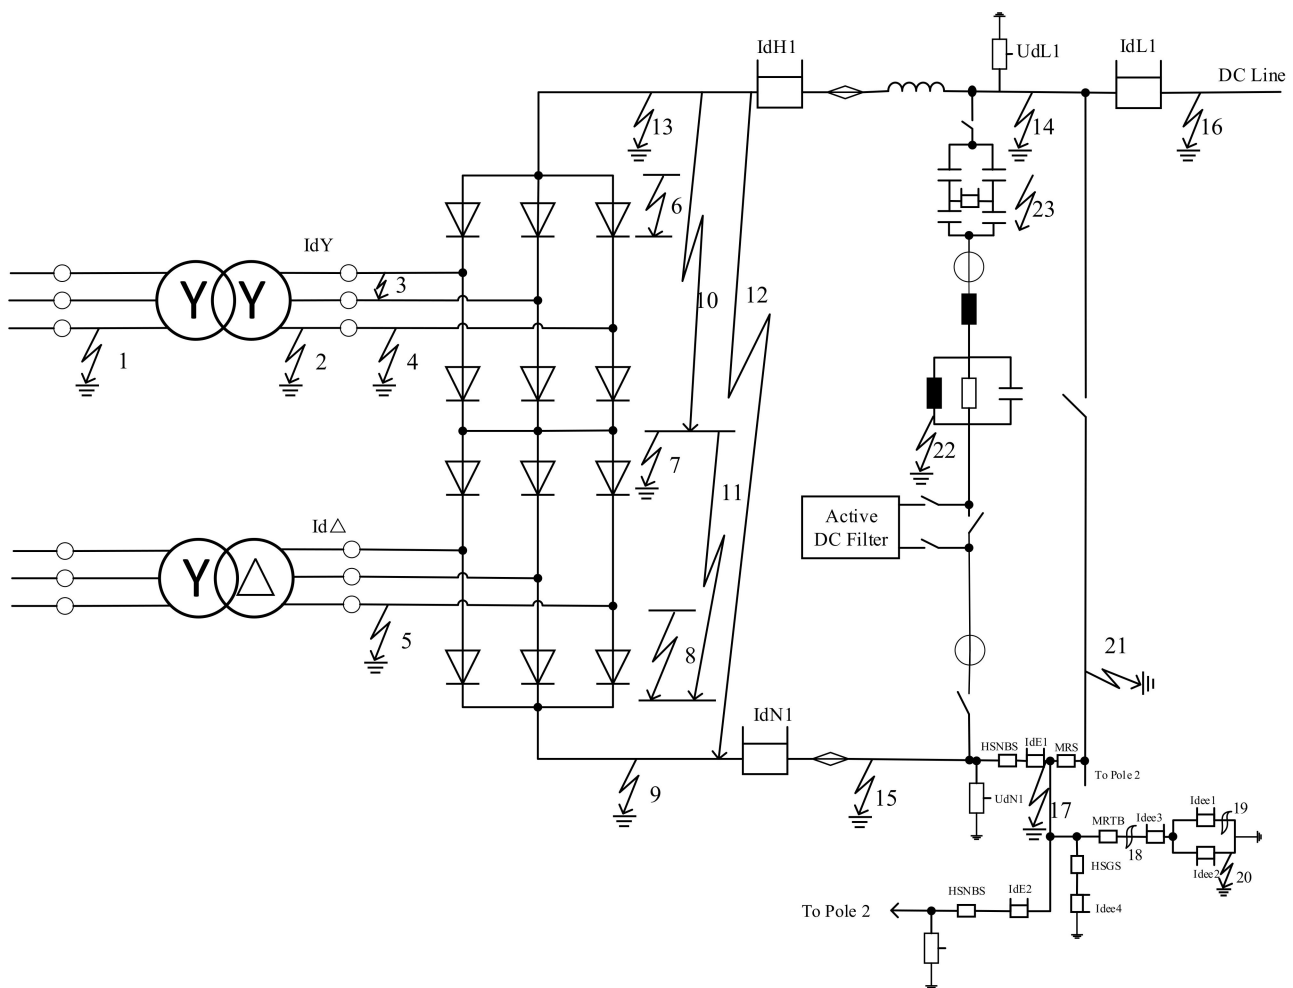 IdH1
UdL1
IdL1
DC Line
13
14
16
6
23
IdY
3
10
12
1
2
4
Y Y
7
22
11
Active
DC Filter
Id△
Y △
5
8
21
IdN1
HSNBS
IdE1
MRS
To Pole 2
9
15
UdN1
17
Idee1
19
MRTB
Idee3
18
HSGS
Idee2
20
HSNBS
IdE2
Idee4
To Pole 2